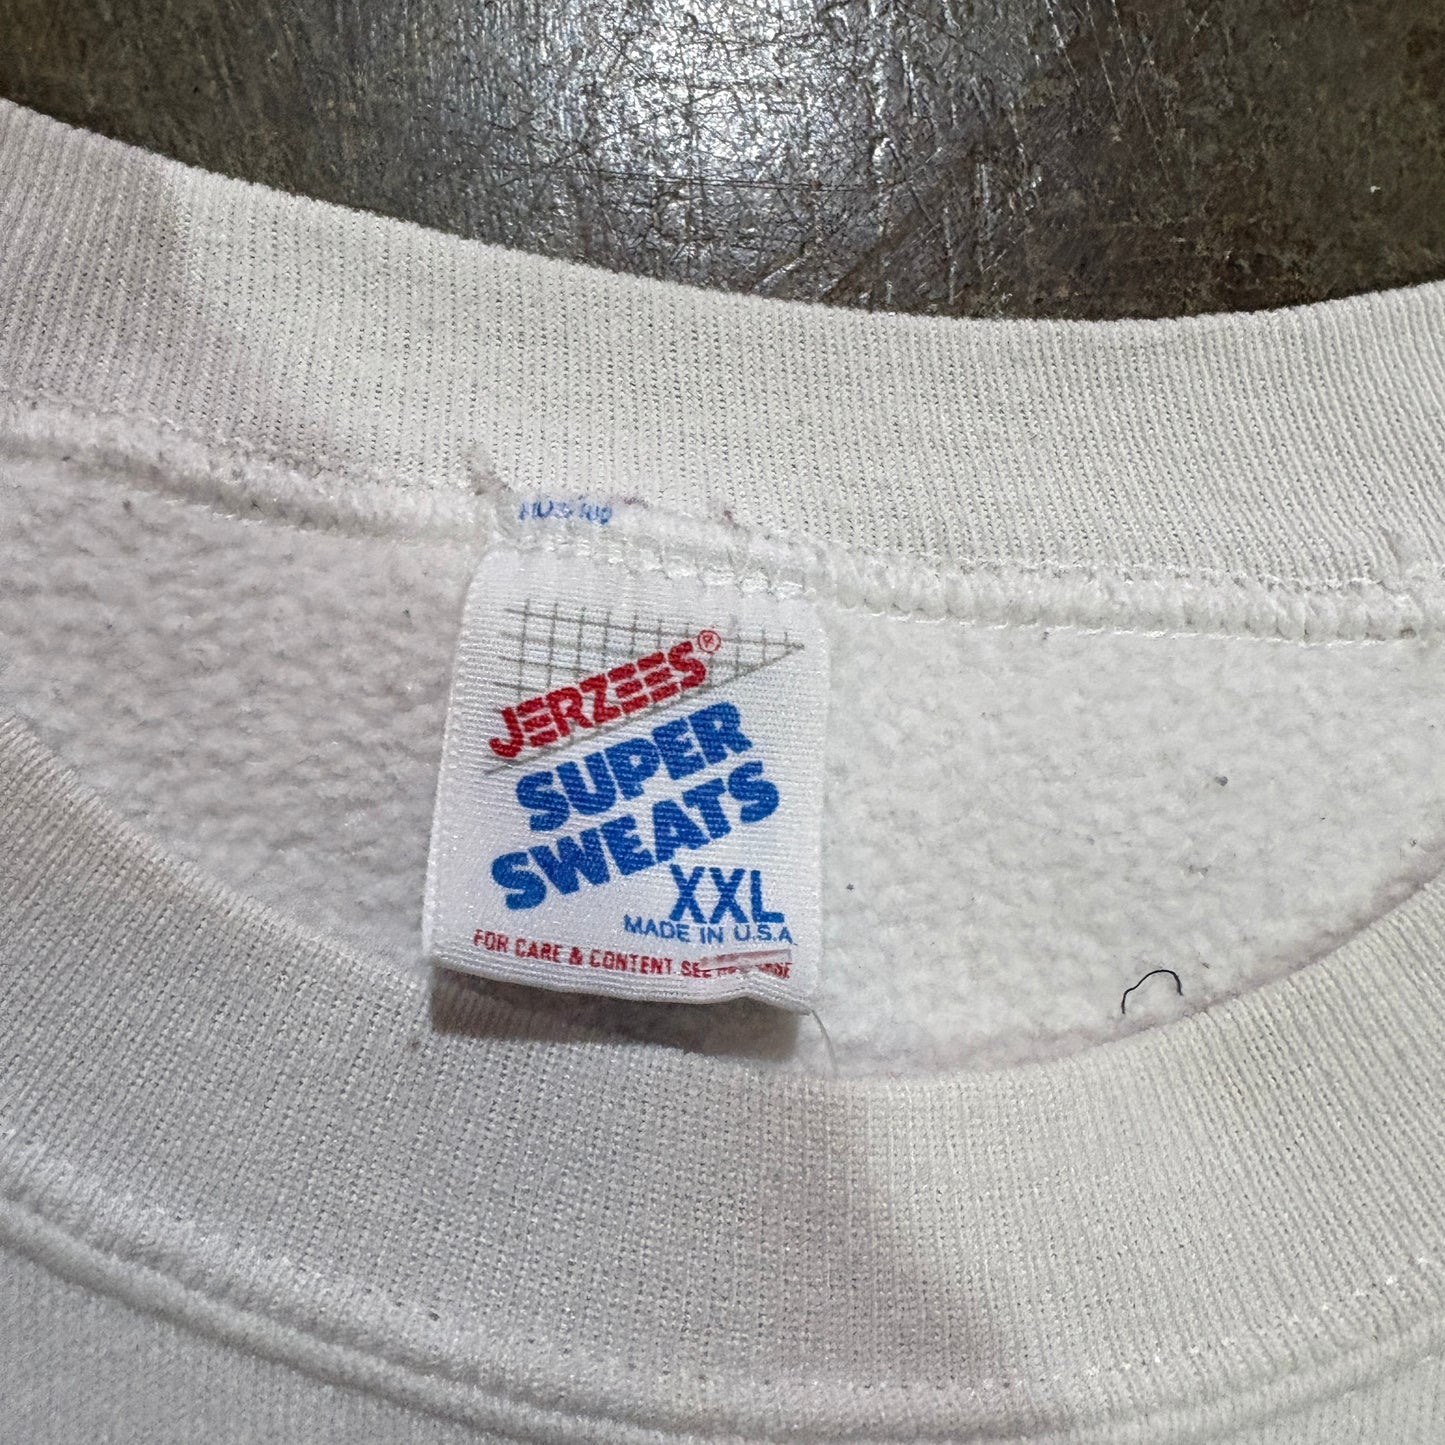 JERZEES®
SUPER
SWEATS
XXL
MADE IN U.S.A.
FOR CARE & CONTENT SEE